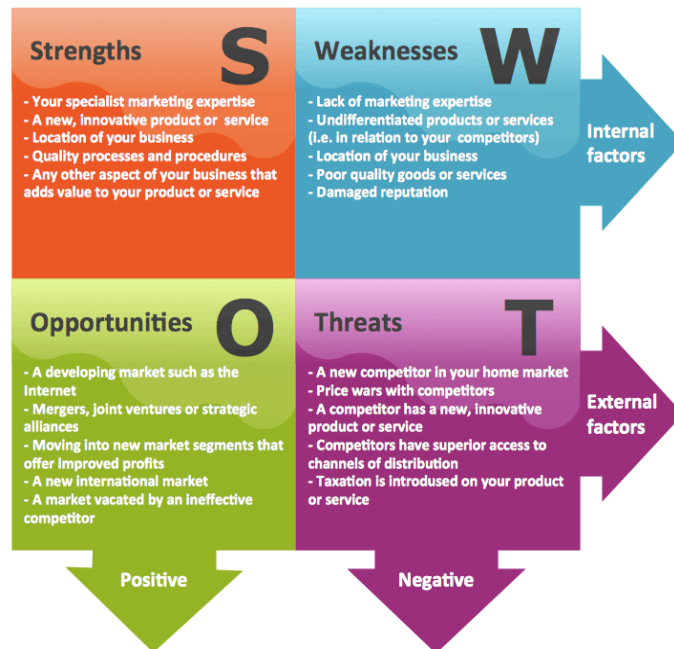 Strengths
S
- Your specialist marketing expertise
- A new, innovative product or  service
- Location of your business
- Quality processes and procedures
- Any other aspect of your business that
adds value to your product or service
Weaknesses
W
- Lack of marketing expertise
- Undifferentiated products or services
(i.e. in relation to your  competitors)
- Location of your business
- Poor quality goods or services
- Damaged reputation
Internal
factors
Opportunities
O
- A developing market such as the
Internet
- Mergers, joint ventures or strategic
alliances
- Moving into new market segments that
offer improved profits
- A new international market
- A market vacated by an ineffective
competitor
Threats
T
- A new competitor in your home market
- Price wars with competitors
- A competitor has a new, innovative
product or service
- Competitors have superior access to
channels of distribution
- Taxation is introdused on your product
or service
External
factors
Positive
Negative